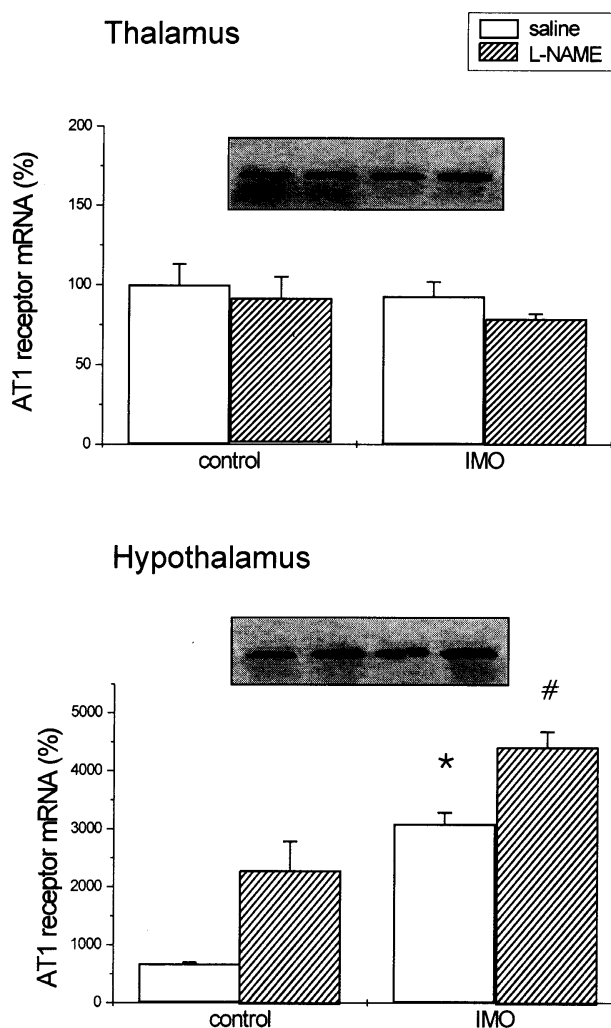 Thalamus
saline
L-NAME
AT1 receptor mRNA (%)
200
150
100
50
0
control
IMO
Hypothalamus
AT1 receptor mRNA (%)
5000
4000
3000
2000
1000
0
*
#
control
IMO